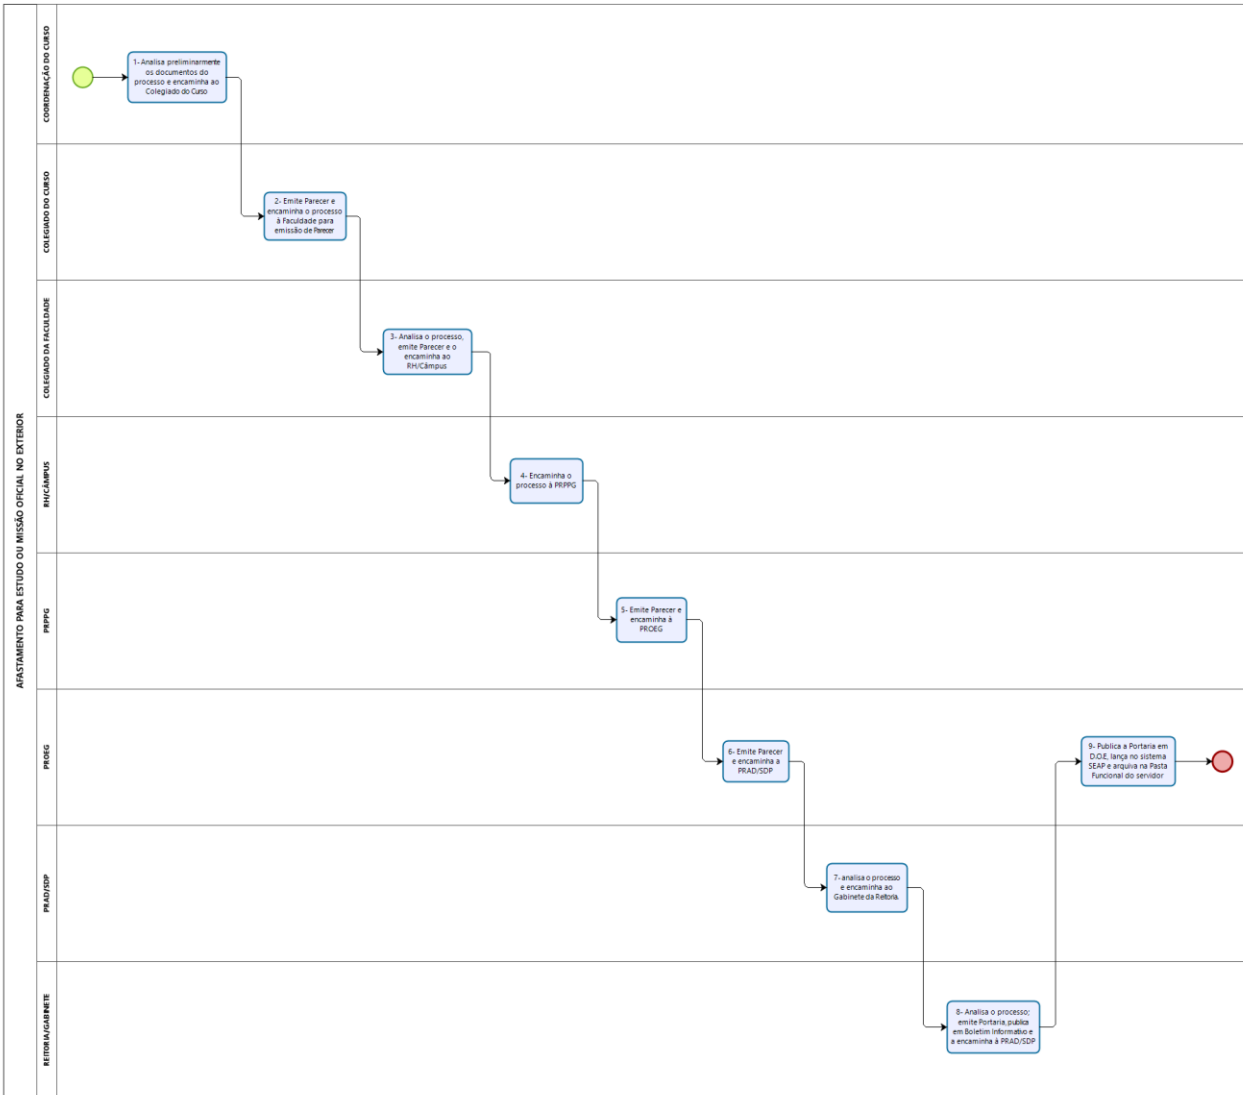 AFASTAMENTO PARA ESTUDO OU MISSÃO OFICIAL NO EXTERIOR
COORDENAÇÃO DO CURSO
1- Analisa preliminarmente
os documentos do
processo e encaminha ao
Colegiado do Curso
COLEGIADO DO CURSO
2- Emite Parecer e
encaminha o processo
à Faculdade para
emissão de Parecer
COLEGIADO DA FACULDADE
3- Analisa o processo,
emite Parecer e o
encaminha ao
RH/Câmpus
RH/CÂMPUS
4- Encaminha o
processo à PRPPG
PRPPG
5- Emite Parecer e
encaminha à
PROEG
PROEG
6- Emite Parecer
e encaminha a
PRAD/SDP
9- Publica a Portaria em
D.O.E, lança no sistema
SEAP e arquiva na Pasta
Funcional do servidor
PRAD/SDP
7- analisa o processo
e encaminha ao
Gabinete da Reitoria.
REITORIA/GABINETE
8- Analisa o processo;
emite Portaria, publica
em Boletim Informativo e
a encaminha à PRAD/SDP